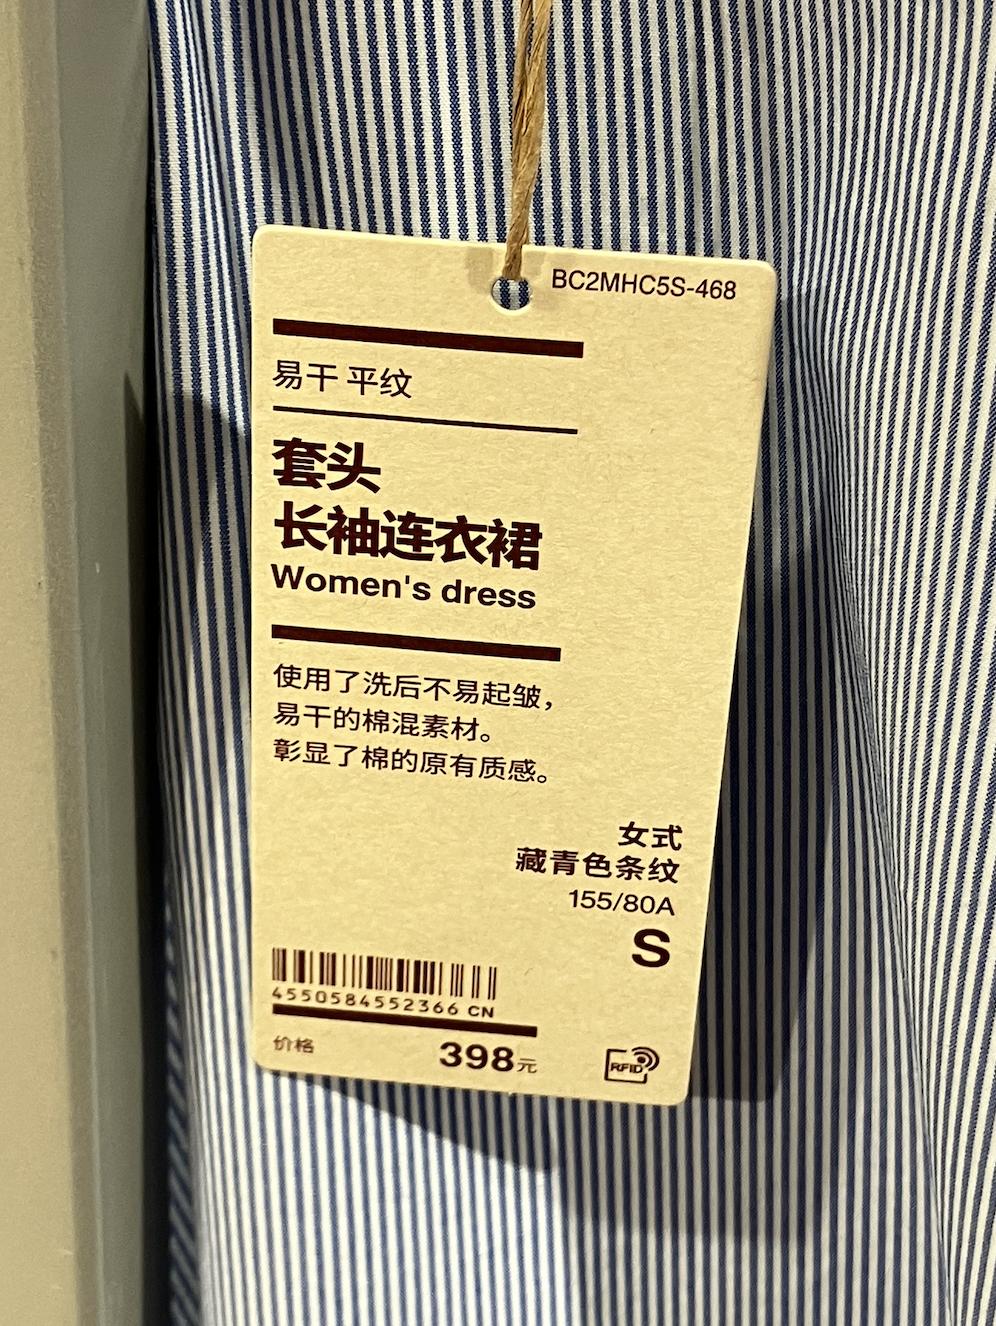 BC2MHC5S-468
易干 平纹
套头
长袖连衣裙
Women's dress
使用了洗后不易起皱，
易干的棉混素材。
彰显了棉的原有质感。
女式
藏青色条纹
155/80A
S
4550584552366 CN
价格
398元
RFID